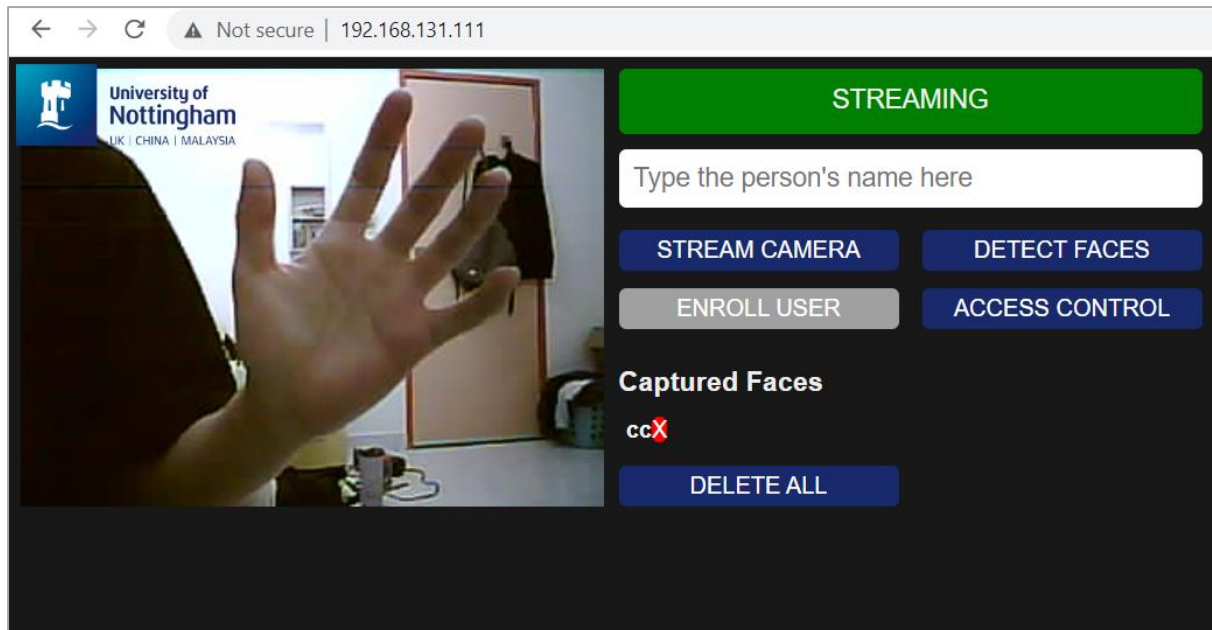 Not secure | 192.168.131.111
University of
Nottingham
UK | CHINA | MALAYSIA
STREAMING
Type the person's name here
STREAM CAMERA
DETECT FACES
ENROLL USER
ACCESS CONTROL
Captured Faces
ccX
DELETE ALL